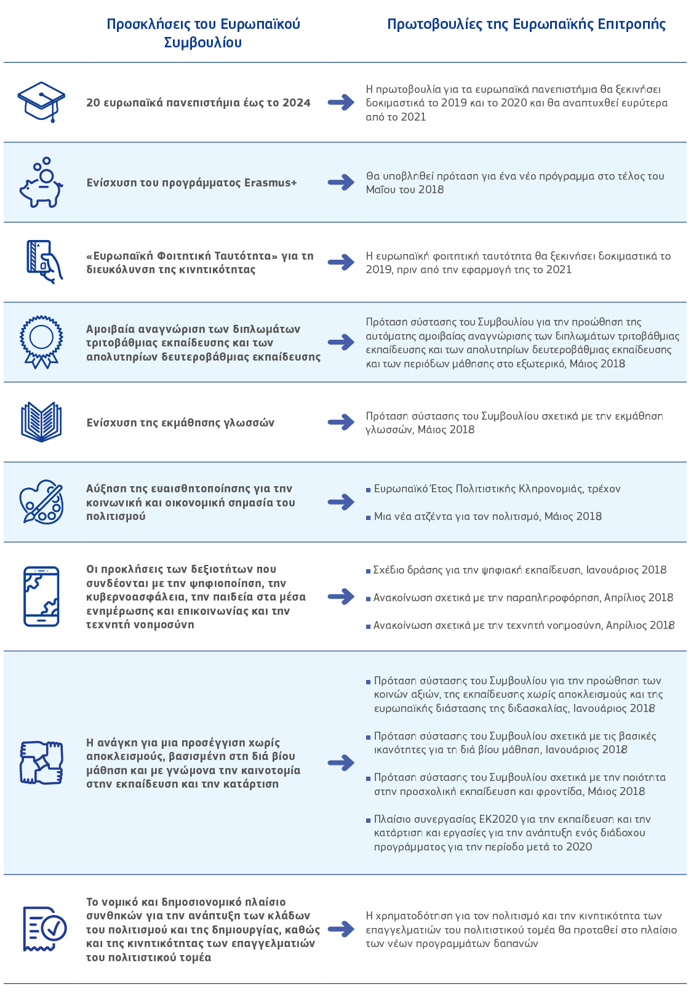 Προσκλήσεις του Ευρωπαϊκού
Συμβουλίου
Πρωτοβουλίες της Ευρωπαϊκής Επιτροπής
20 ευρωπαϊκά πανεπιστήμια έως το 2024
Η πρωτοβουλία για τα ευρωπαϊκά πανεπιστήμια θα ξεκινήσει
δοκιμαστικά το 2019 και το 2020 και θα αναπτυχθεί ευρύτερα
από το 2021
Ενίσχυση του προγράμματος Erasmus+
Θα υποβληθεί πρόταση για ένα νέο πρόγραμμα στο τέλος του
Μαΐου του 2018
«Ευρωπαϊκή Φοιτητική Ταυτότητα» για τη
διευκόλυνση της κινητικότητας
Η ευρωπαϊκή φοιτητική ταυτότητα θα ξεκινήσει δοκιμαστικά το
2019, πριν από την εφαρμογή της το 2021
Αμοιβαία αναγνώριση των διπλωμάτων
τριτοβάθμιας εκπαίδευσης και των
απολυτηρίων δευτεροβάθμιας εκπαίδευσης
Πρόταση σύστασης του Συμβουλίου για την προώθηση της
αυτόματης αμοιβαίας αναγνώρισης των διπλωμάτων τριτοβάθμιας
εκπαίδευσης και των απολυτηρίων δευτεροβάθμιας εκπαίδευσης
και των περιόδων μάθησης στο εξωτερικό, Μάιος 2018
Ενίσχυση της εκμάθησης γλωσσών
Πρόταση σύστασης του Συμβουλίου σχετικά με την εκμάθηση
γλωσσών, Μάιος 2018
Αύξηση της ευαισθητοποίησης για την
κοινωνική και οικονομική σημασία του
πολιτισμού
▪ Ευρωπαϊκό Έτος Πολιτιστικής Κληρονομιάς, τρέχον
▪ Μια νέα ατζέντα για τον πολιτισμό, Μάιος 2018
Οι προκλήσεις των δεξιοτήτων που
συνδέονται με την ψηφιοποίηση, την
κυβερνοασφάλεια, την παιδεία στα μέσα
ενημέρωσης και επικοινωνίας και την
τεχνητή νοημοσύνη
▪ Σχέδιο δράσης για την ψηφιακή εκπαίδευση, Ιανουάριος 2018
▪ Ανακοίνωση σχετικά με την παραπληροφόρηση, Απρίλιος 2018
▪ Ανακοίνωση σχετικά με την τεχνητή νοημοσύνη, Απρίλιος 2018
Η ανάγκη για μια προσέγγιση χωρίς
αποκλεισμούς, βασισμένη στη διά βίου
μάθηση και με γνώμονα την καινοτομία
στην εκπαίδευση και την κατάρτιση
▪ Πρόταση σύστασης του Συμβουλίου για την προώθηση των
κοινών αξιών, της εκπαίδευσης χωρίς αποκλεισμούς και της
ευρωπαϊκής διάστασης της διδασκαλίας, Ιανουάριος 2018
▪ Πρόταση σύστασης του Συμβουλίου σχετικά με τις βασικές
ικανότητες για τη διά βίου μάθηση, Ιανουάριος 2018
▪ Πρόταση σύστασης του Συμβουλίου σχετικά με την ποιότητα
στην προσχολική εκπαίδευση και φροντίδα, Μάιος 2018
▪ Πλαίσιο συνεργασίας ΕΚ2020 για την εκπαίδευση και την
κατάρτιση και εργασίες για την ανάπτυξη ενός διάδοχου
προγράμματος για την περίοδο μετά το 2020
Το νομικό και δημοσιονομικό πλαίσιο
συνθηκών για την ανάπτυξη των κλάδων
του πολιτισμού και της δημιουργίας, καθώς
και της κινητικότητας των επαγγελματιών
του πολιτιστικού τομέα
Η χρηματοδότηση για τον πολιτισμό και την κινητικότητα των
επαγγελματιών του πολιτιστικού τομέα θα προταθεί στο πλαίσιο
των νέων προγραμμάτων δαπανών